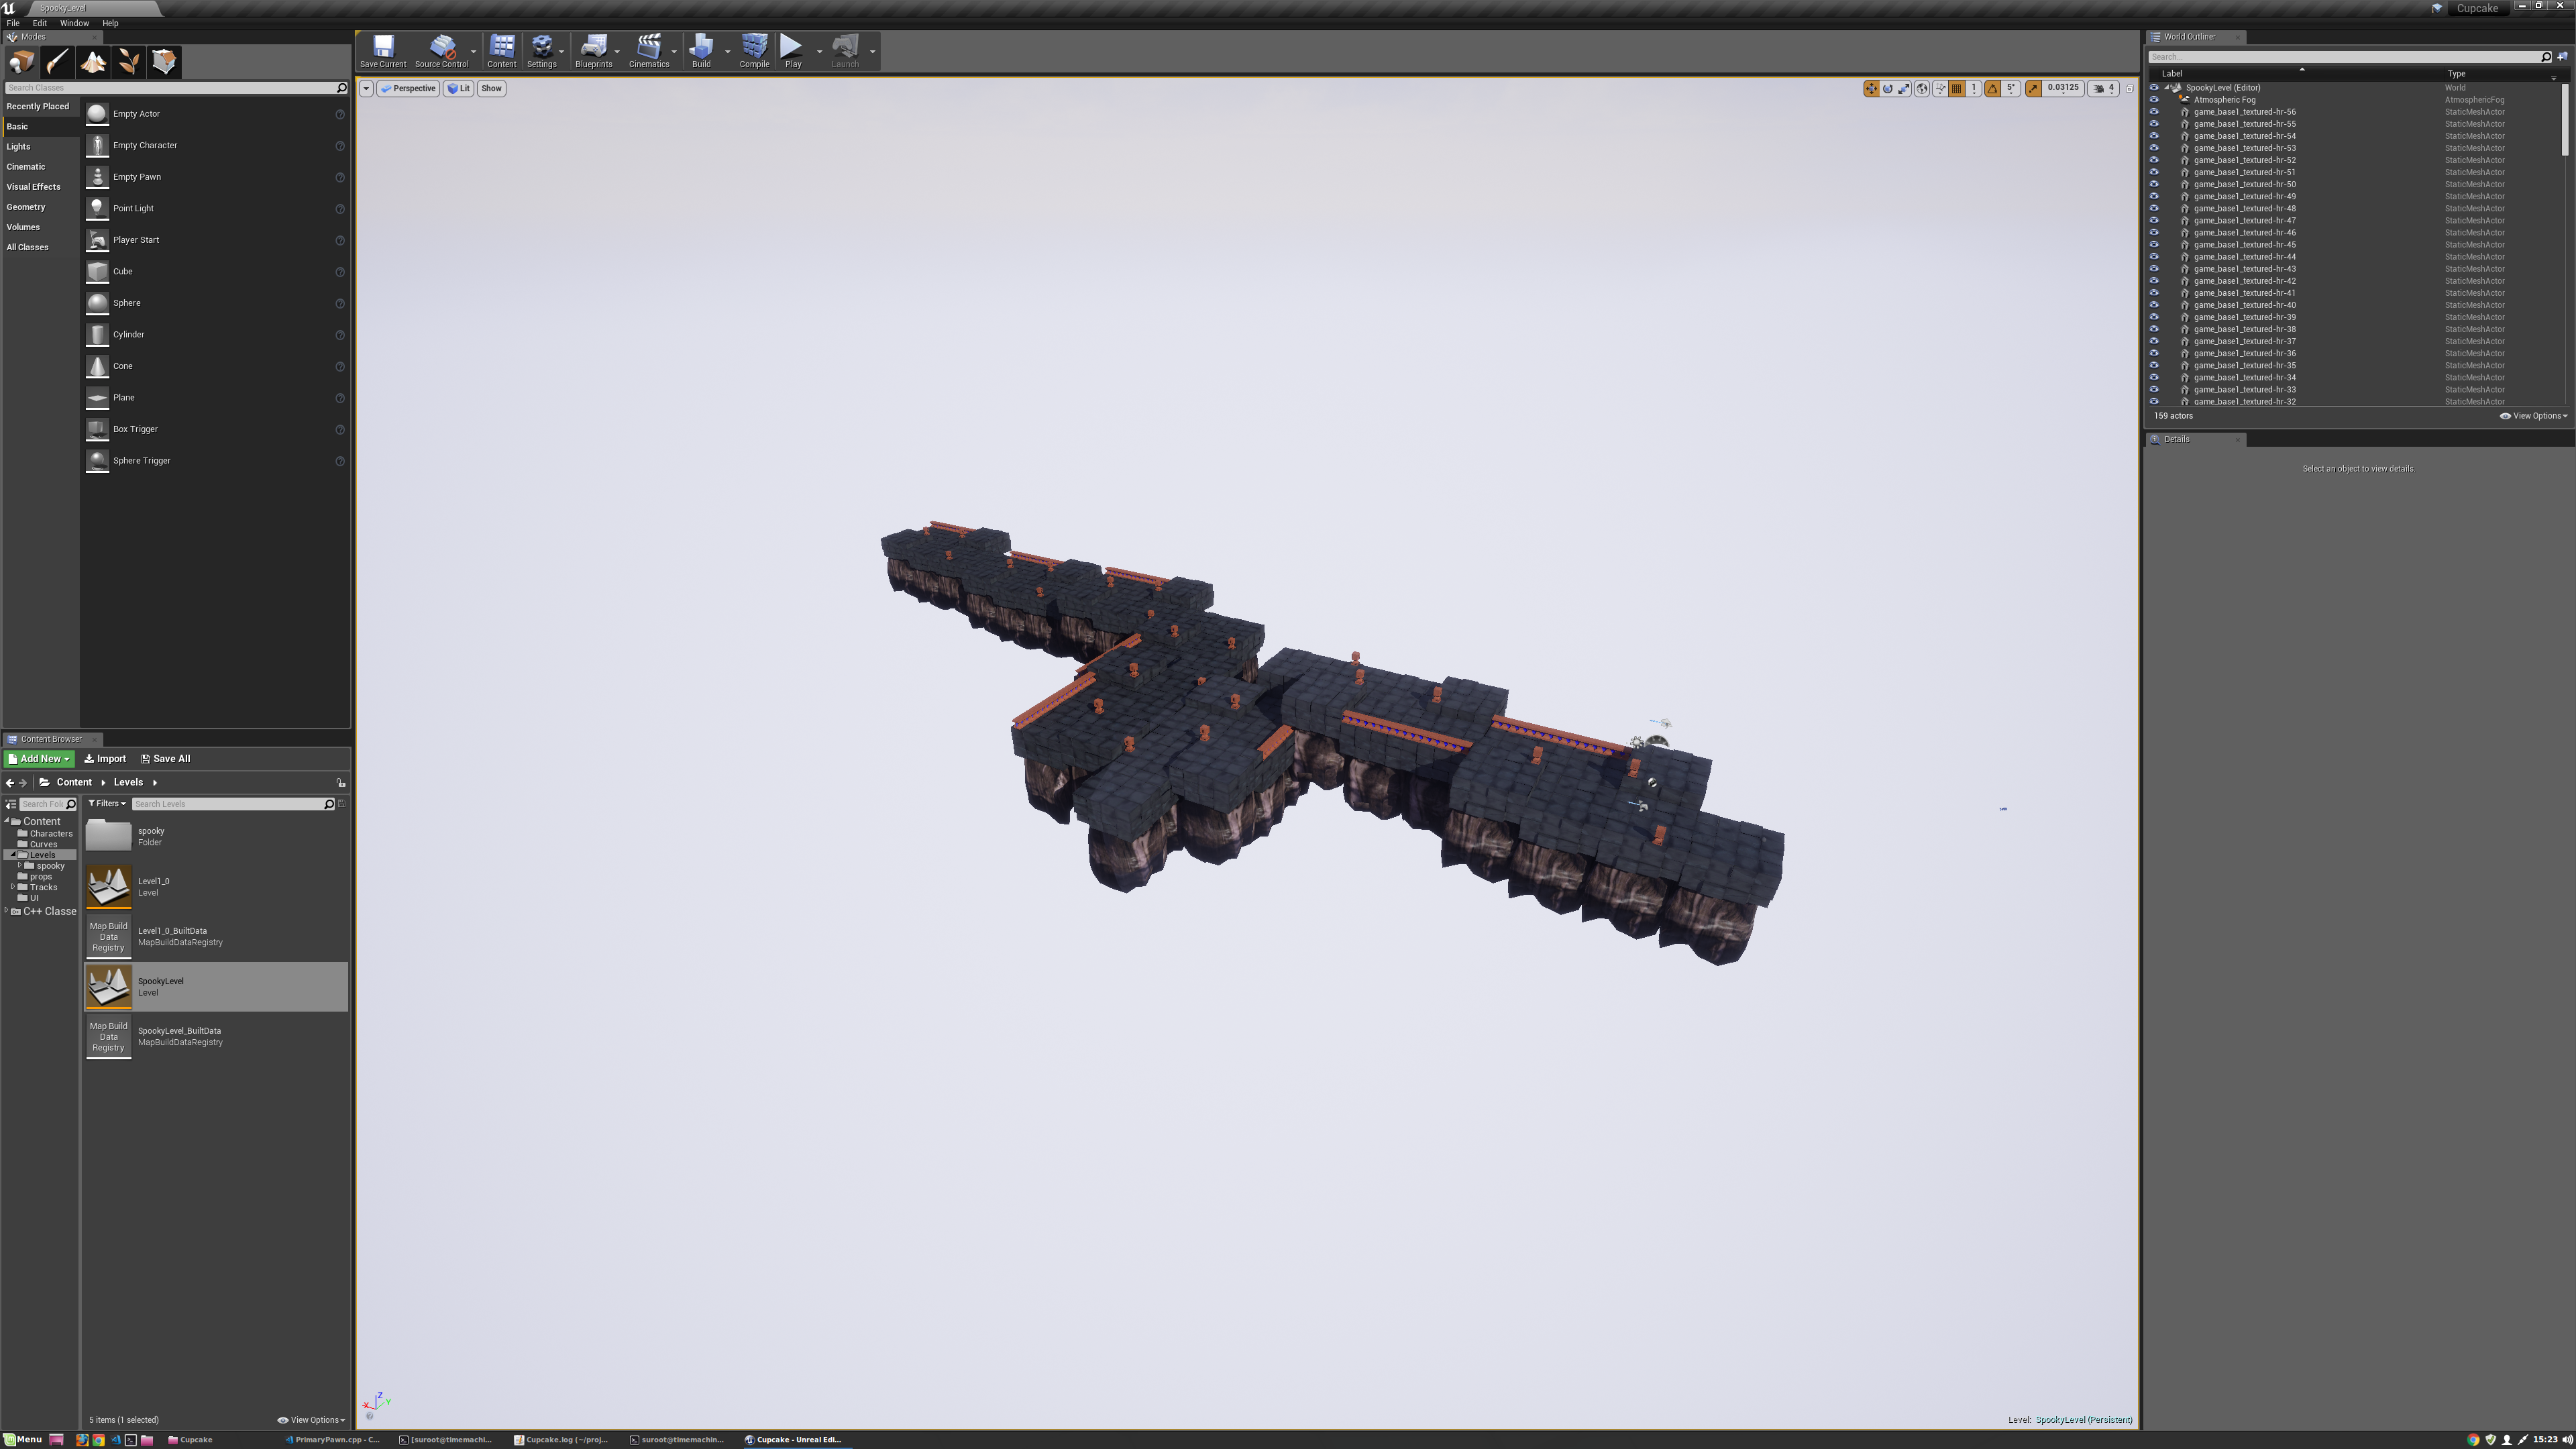 SpookyLevel
Cupcake
File Edit Window Help
Modes
Search Classes
Recently Placed
Basic
Lights
Cinematic
Visual Effects
Geometry
Volumes
All Classes
Empty Actor
Empty Character
Empty Pawn
Point Light
Player Start
Cube
Sphere
Cylinder
Cone
Plane
Box Trigger
Sphere Trigger
Save Current Source Control Content Settings Blueprints Cinematics Build Compile Play Launch
Perspective Lit Show
1 5° 0.03125 4
World Outliner
Search...
Label Type
SpookyLevel (Editor) World
Atmospheric Fog AtmosphericFog
game_base1_textured-hr-56 StaticMeshActor
game_base1_textured-hr-55 StaticMeshActor
game_base1_textured-hr-54 StaticMeshActor
game_base1_textured-hr-53 StaticMeshActor
game_base1_textured-hr-52 StaticMeshActor
game_base1_textured-hr-51 StaticMeshActor
game_base1_textured-hr-50 StaticMeshActor
game_base1_textured-hr-49 StaticMeshActor
game_base1_textured-hr-48 StaticMeshActor
game_base1_textured-hr-47 StaticMeshActor
game_base1_textured-hr-46 StaticMeshActor
game_base1_textured-hr-45 StaticMeshActor
game_base1_textured-hr-44 StaticMeshActor
game_base1_textured-hr-43 StaticMeshActor
game_base1_textured-hr-42 StaticMeshActor
game_base1_textured-hr-41 StaticMeshActor
game_base1_textured-hr-40 StaticMeshActor
game_base1_textured-hr-39 StaticMeshActor
game_base1_textured-hr-38 StaticMeshActor
game_base1_textured-hr-37 StaticMeshActor
game_base1_textured-hr-36 StaticMeshActor
game_base1_textured-hr-35 StaticMeshActor
game_base1_textured-hr-34 StaticMeshActor
game_base1_textured-hr-33 StaticMeshActor
game_base1_textured-hr-32 StaticMeshActor
159 actors View Options
Details
Select an object to view details.
Content Browser
Add New Import Save All
Content Levels
Search Fol Filters Search Levels
Content
Characters
Curves
Levels
spooky
props
Tracks
UI
C++ Classe
spooky
Folder
Level1_0
Level
Map Build Data Registry
Level1_0_BuiltData
MapBuildDataRegistry
SpookyLevel
Level
Map Build Data Registry
SpookyLevel_BuiltData
MapBuildDataRegistry
5 items (1 selected) View Options
Z
X Y
Level: SpookyLevel (Persistent)
Menu Cupcake PrimaryPawn.cpp - C... [suroot@timemachi... Cupcake.log (~/proj... suroot@timemachin... Cupcake - Unreal Edi... 15:23